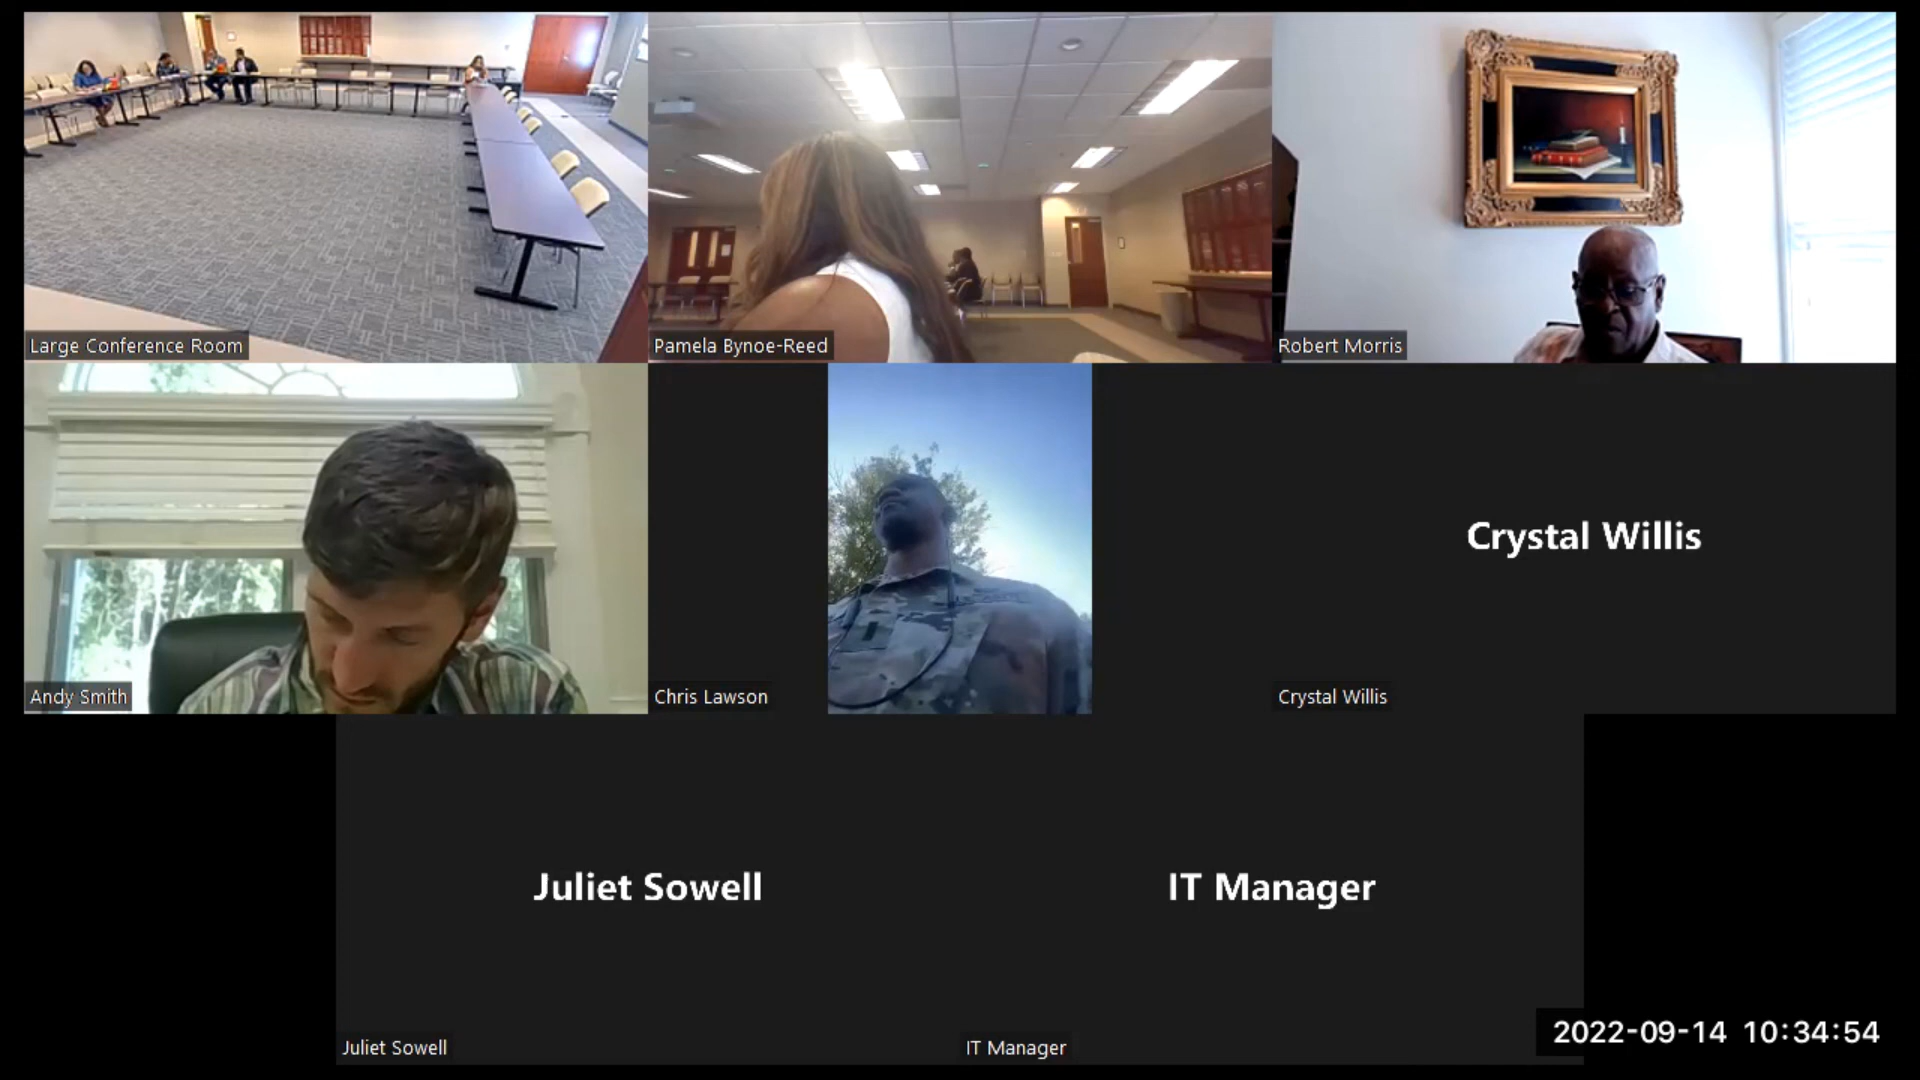 Large Conference Room
Pamela Bynoe-Reed
Robert Morris
Andy Smith
Chris Lawson
Crystal Willis
Crystal Willis
Juliet Sowell
IT Manager
Juliet Sowell
IT Manager
2022-09-14 10:34:54